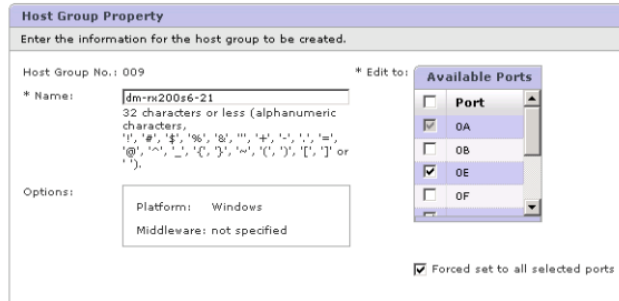 Host Group Property
Enter the information for the host group to be created.
Host Group No.: 009
* Name:
dm-rx200s6-21
32 characters or less (alphanumeric
characters,
'!', '#', '$', '%', '&', ''', '+', '-', '.', '=',
'@', '^', '_', '{', '}', '~', '(', ')', '[', ']' or
' ').
Options:
Platform: Windows
Middleware: not specified
* Edit to:
Available Ports
Port
0A
0B
0E
0F
Forced set to all selected ports